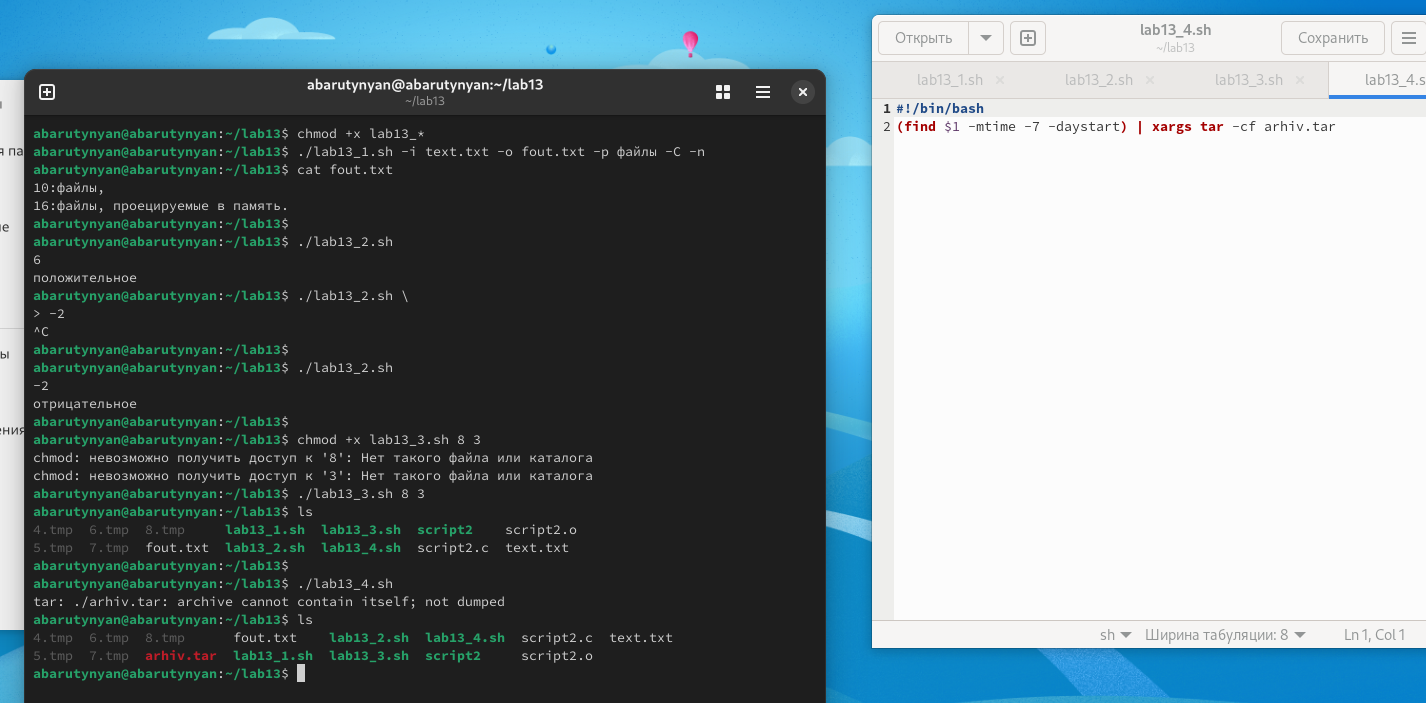 abarutynyan@abarutynyan:~/lab13
~/lab13
abarutynyan@abarutynyan:~/lab13$ chmod +x lab13_*
abarutynyan@abarutynyan:~/lab13$ ./lab13_1.sh -i text.txt -o fout.txt -p файлы -C -n
abarutynyan@abarutynyan:~/lab13$ cat fout.txt
10:файлы,
16:файлы, проецируемые в память.
abarutynyan@abarutynyan:~/lab13$
abarutynyan@abarutynyan:~/lab13$ ./lab13_2.sh
6
положительное
abarutynyan@abarutynyan:~/lab13$ ./lab13_2.sh \
> -2
^C
abarutynyan@abarutynyan:~/lab13$
abarutynyan@abarutynyan:~/lab13$ ./lab13_2.sh
-2
отрицательное
abarutynyan@abarutynyan:~/lab13$
abarutynyan@abarutynyan:~/lab13$ chmod +x lab13_3.sh 8 3
chmod: невозможно получить доступ к '8': Нет такого файла или каталога
chmod: невозможно получить доступ к '3': Нет такого файла или каталога
abarutynyan@abarutynyan:~/lab13$ ./lab13_3.sh 8 3
abarutynyan@abarutynyan:~/lab13$ ls
4.tmp 6.tmp 8.tmp lab13_1.sh lab13_3.sh script2 script2.o
5.tmp 7.tmp fout.txt lab13_2.sh lab13_4.sh script2.c text.txt
abarutynyan@abarutynyan:~/lab13$
abarutynyan@abarutynyan:~/lab13$ ./lab13_4.sh
tar: ./arhiv.tar: archive cannot contain itself; not dumped
abarutynyan@abarutynyan:~/lab13$ ls
4.tmp 6.tmp 8.tmp fout.txt lab13_2.sh lab13_4.sh script2.c text.txt
5.tmp 7.tmp arhiv.tar lab13_1.sh lab13_3.sh script2 script2.o
abarutynyan@abarutynyan:~/lab13$
Открыть lab13_4.sh Сохранить
~/lab13
lab13_1.sh lab13_2.sh lab13_3.sh lab13_4.s
1 #!/bin/bash
2 (find $1 -mtime -7 -daystart) | xargs tar -cf arhiv.tar
sh Ширина табуляции: 8 Ln 1, Col 1